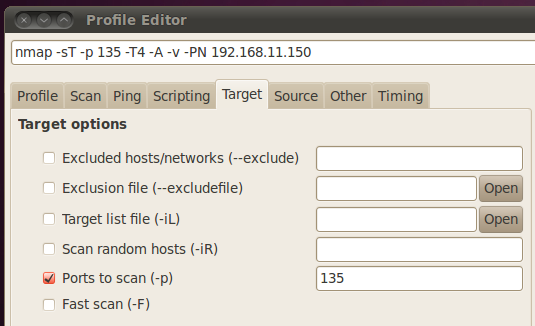 Profile Editor
nmap -sT -p 135 -T4 -A -v -PN 192.168.11.150
Profile Scan Ping Scripting Target Source Other Timing
Target options
Excluded hosts/networks (--exclude)
Exclusion file (--excludefile) Open
Target list file (-iL) Open
Scan random hosts (-iR)
Ports to scan (-p) 135
Fast scan (-F)